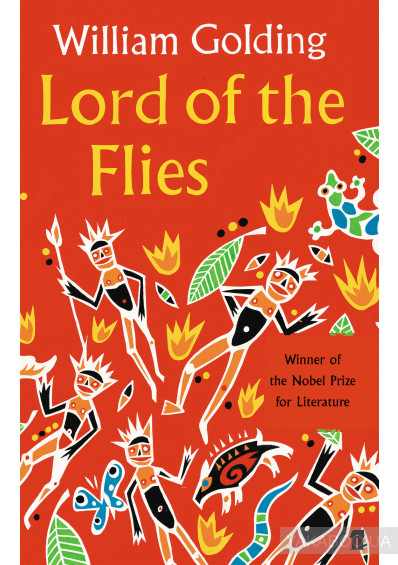 William Golding
Lord of the
Flies
Winner of
the Nobel Prize
for Literature